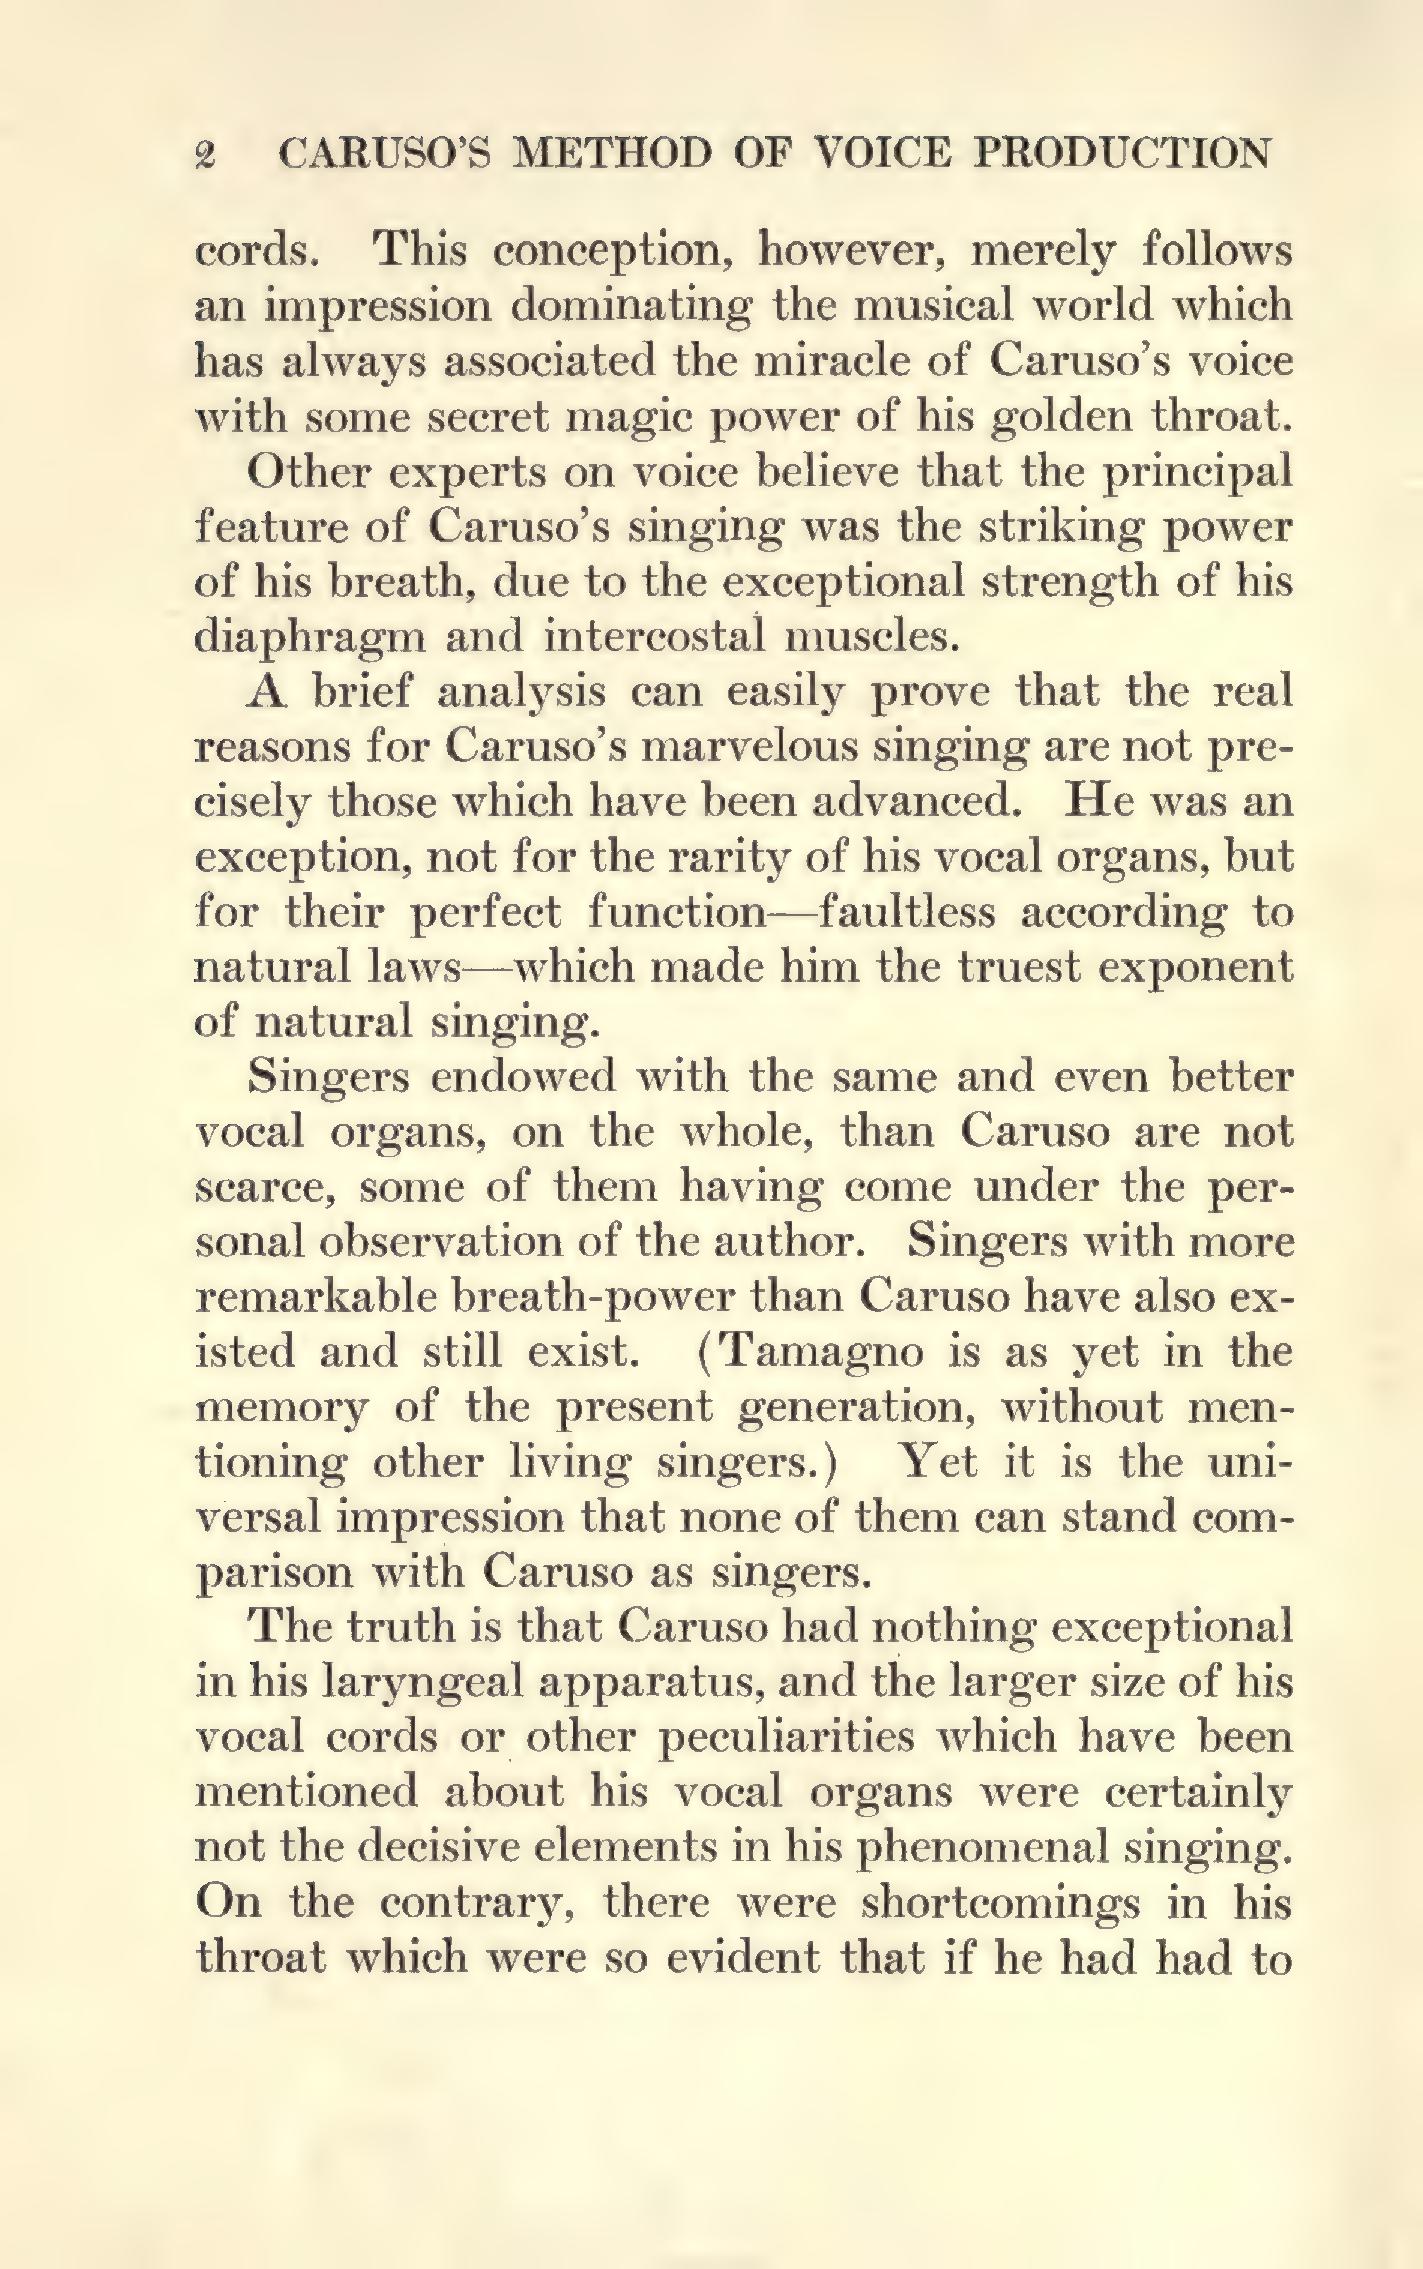 2 CARUSO'S METHOD OF VOICE PRODUCTION
cords. This conception, however, merely follows
an impression dominating the musical world which
has always associated the miracle of Caruso's voice
with some secret magic power of his golden throat.
Other experts on voice believe that the principal
feature of Caruso's singing was the striking power
of his breath, due to the exceptional strength of his
diaphragm and intercostal muscles.
A brief analysis can easily prove that the real
reasons for Caruso's marvelous singing are not pre-
cisely those which have been advanced. He was an
exception, not for the rarity of his vocal organs, but
for their perfect function—faultless according to
natural laws—which made him the truest exponent
of natural singing.
Singers endowed with the same and even better
vocal organs, on the whole, than Caruso are not
scarce, some of them having come under the per-
sonal observation of the author. Singers with more
remarkable breath-power than Caruso have also ex-
isted and still exist. (Tamagno is as yet in the
memory of the present generation, without men-
tioning other living singers.) Yet it is the uni-
versal impression that none of them can stand com-
parison with Caruso as singers.
The truth is that Caruso had nothing exceptional
in his laryngeal apparatus, and the larger size of his
vocal cords or other peculiarities which have been
mentioned about his vocal organs were certainly
not the decisive elements in his phenomenal singing.
On the contrary, there were shortcomings in his
throat which were so evident that if he had had to